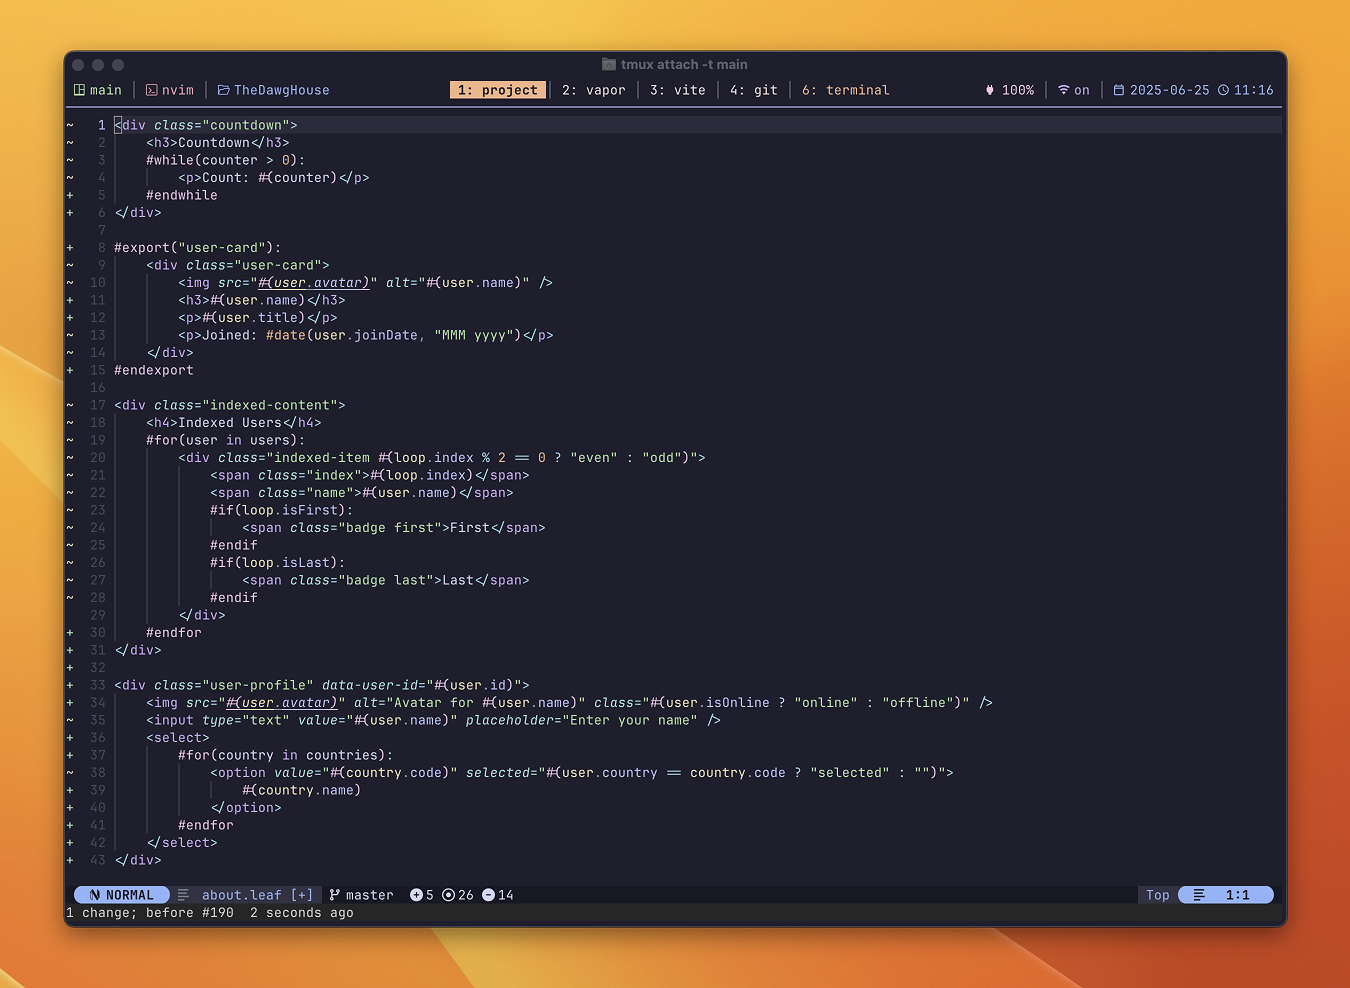 tmux attach -t main
main nvim TheDawgHouse 1: project 2: vapor 3: vite 4: git 6: terminal 100% on 2025-06-25 11:16
~ 1 <div class="countdown">
~ 2     <h3>Countdown</h3>
~ 3     #while(counter > 0):
~ 4         <p>Count: #(counter)</p>
+ 5     #endwhile
+ 6 </div>
7
+ 8 #export("user-card"):
~ 9     <div class="user-card">
~ 10         <img src="#(user.avatar)" alt="#(user.name)" />
+ 11         <h3>#(user.name)</h3>
+ 12         <p>#(user.title)</p>
~ 13         <p>Joined: #date(user.joinDate, "MMM yyyy")</p>
~ 14     </div>
+ 15 #endexport
16
~ 17 <div class="indexed-content">
~ 18     <h4>Indexed Users</h4>
~ 19     #for(user in users):
~ 20         <div class="indexed-item #(loop.index % 2 == 0 ? "even" : "odd")">
~ 21             <span class="index">#(loop.index)</span>
~ 22             <span class="name">#(user.name)</span>
~ 23             #if(loop.isFirst):
~ 24                 <span class="badge first">First</span>
~ 25             #endif
~ 26             #if(loop.isLast):
~ 27                 <span class="badge last">Last</span>
~ 28             #endif
29         </div>
+ 30     #endfor
+ 31 </div>
+ 32
+ 33 <div class="user-profile" data-user-id="#(user.id)">
+ 34     <img src="#(user.avatar)" alt="Avatar for #(user.name)" class="#(user.isOnline ? "online" : "offline")" />
~ 35     <input type="text" value="#(user.name)" placeholder="Enter your name" />
+ 36     <select>
+ 37         #for(country in countries):
~ 38             <option value="#(country.code)" selected="#(user.country == country.code ? "selected" : "")">
+ 39                 #(country.name)
+ 40             </option>
+ 41         #endfor
+ 42     </select>
+ 43 </div>
NORMAL about.leaf [+] master 5 26 14 Top 1:1
1 change; before #190  2 seconds ago